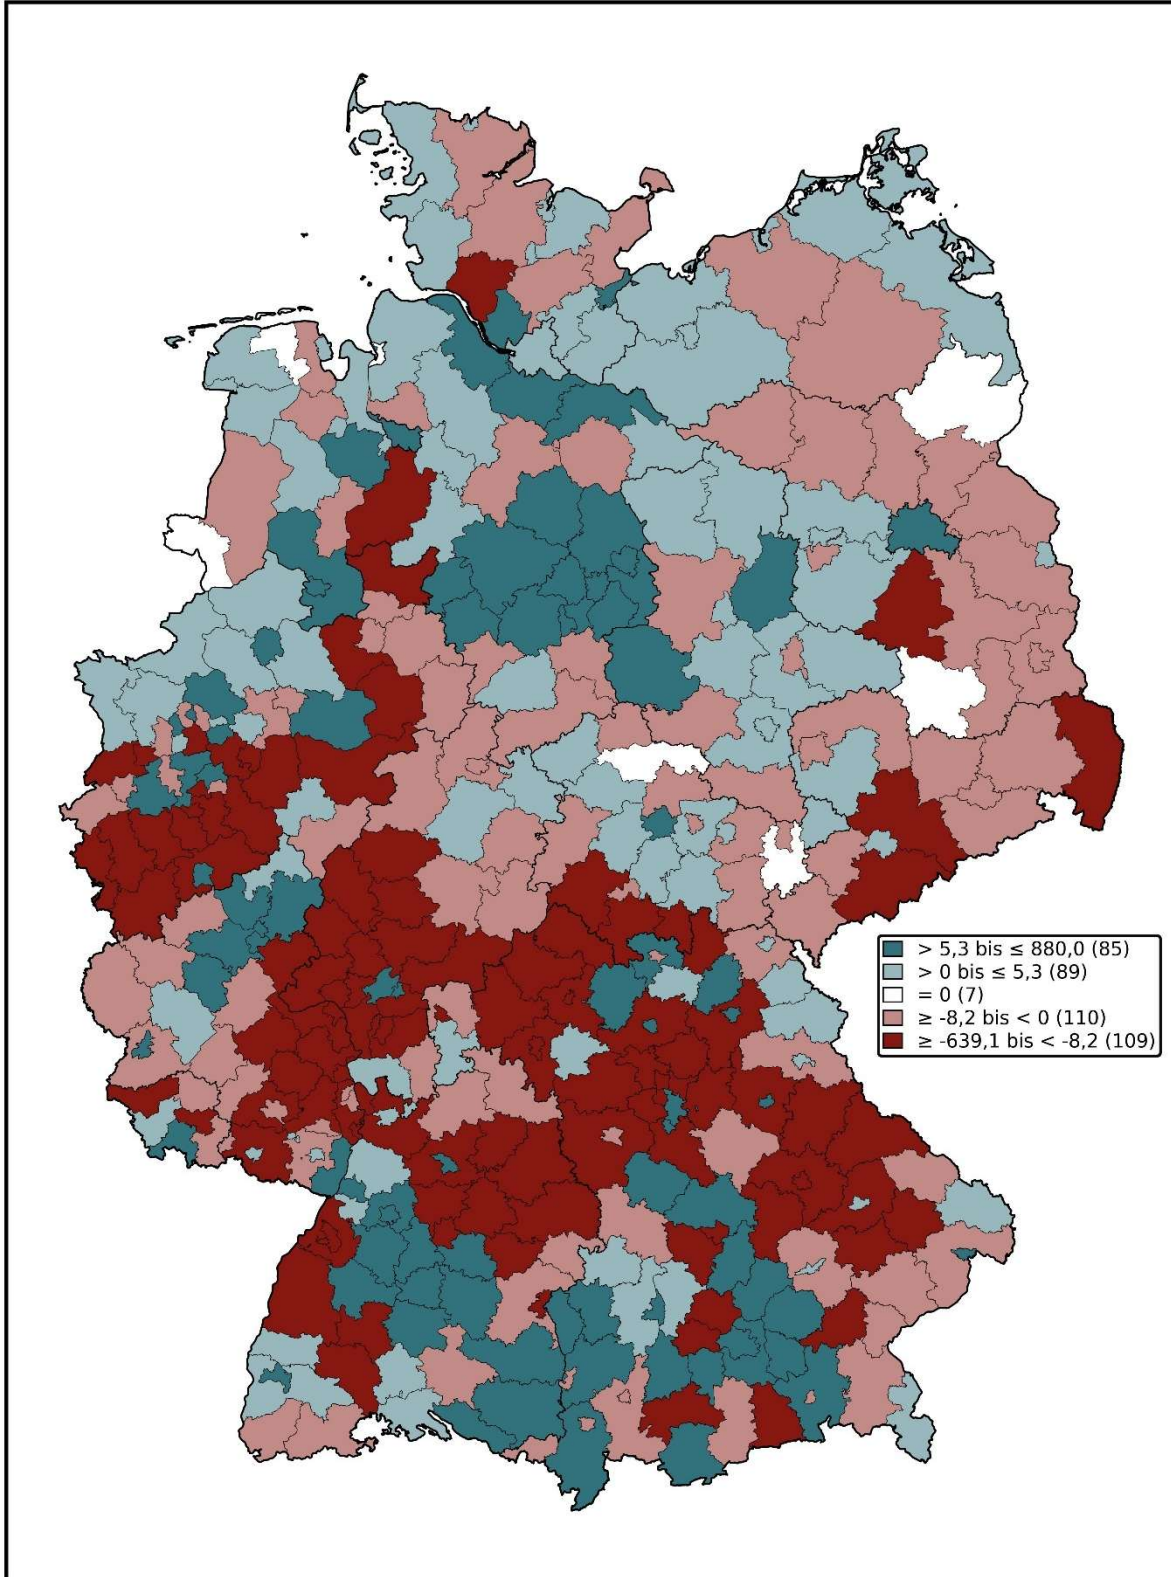 > 5,3 bis ≤ 880,0 (85)
> 0 bis ≤ 5,3 (89)
= 0 (7)
≥ -8,2 bis < 0 (110)
≥ -639,1 bis < -8,2 (109)